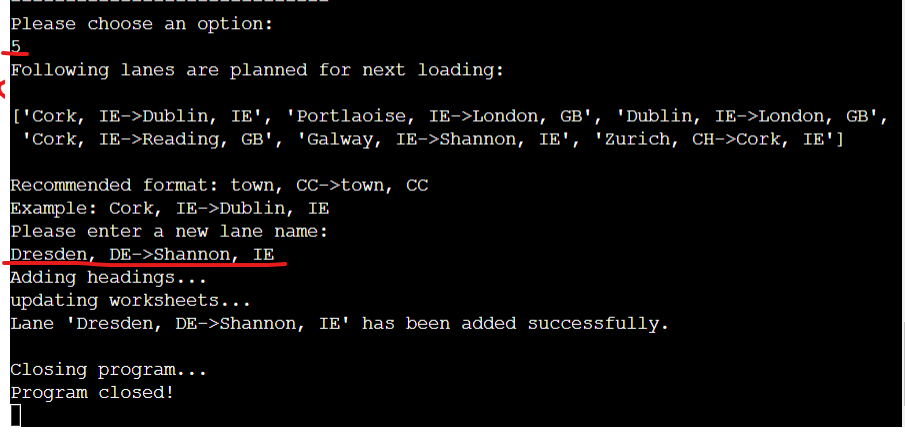 Please choose an option:
5
Following lanes are planned for next loading:
['Cork, IE->Dublin, IE', 'Portlaoise, IE->London, GB', 'Dublin, IE->London, GB',
'Cork, IE->Reading, GB', 'Galway, IE->Shannon, IE', 'Zurich, CH->Cork, IE']
Recommended format: town, CC->town, CC
Example: Cork, IE->Dublin, IE
Please enter a new lane name:
Dresden, DE->Shannon, IE
Adding headings...
updating worksheets...
Lane 'Dresden, DE->Shannon, IE' has been added successfully.
Closing program...
Program closed!